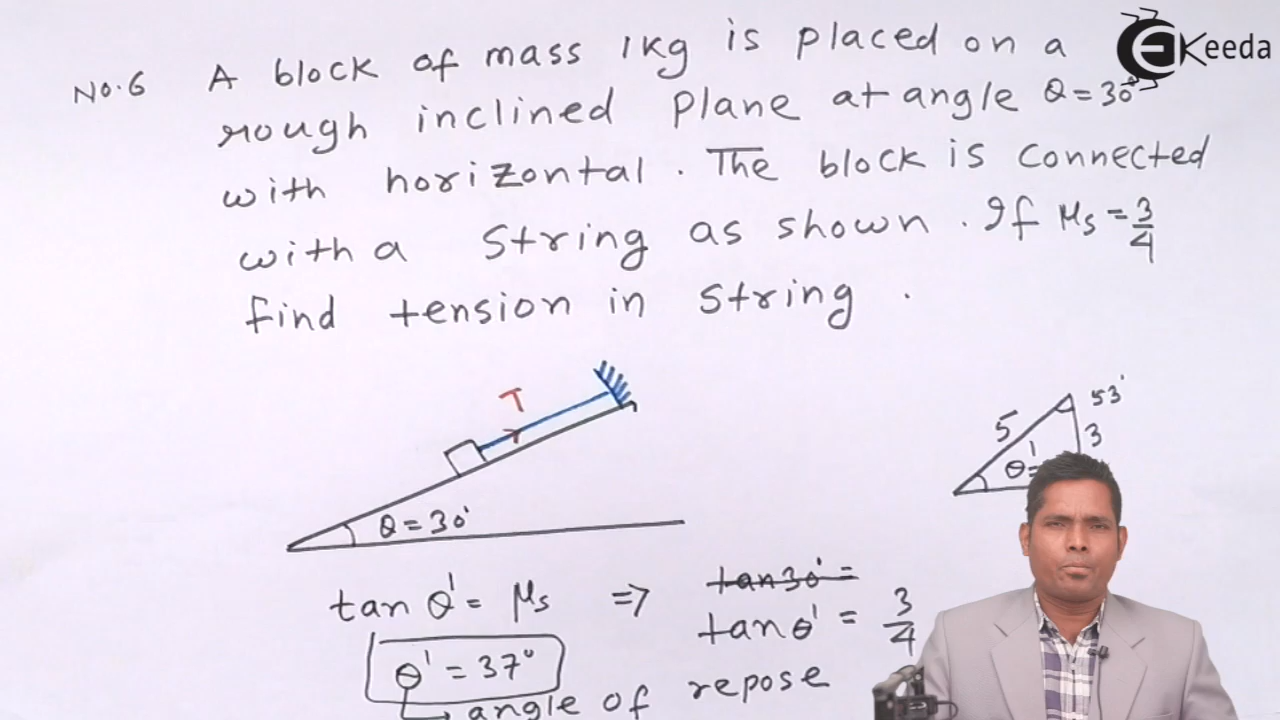 EKeeda
No.6 A block of mass 1kg is placed on a
rough inclined plane at angle θ = 30°
with horizontal. The block is connected
with a string as shown. If μs = 3/4
find tension in string.
T
θ = 30°
53°
5
3
θ'=
tan θ' = μs ⇒ tan30° =
tanθ' = 3/4
θ' = 37°
angle of repose